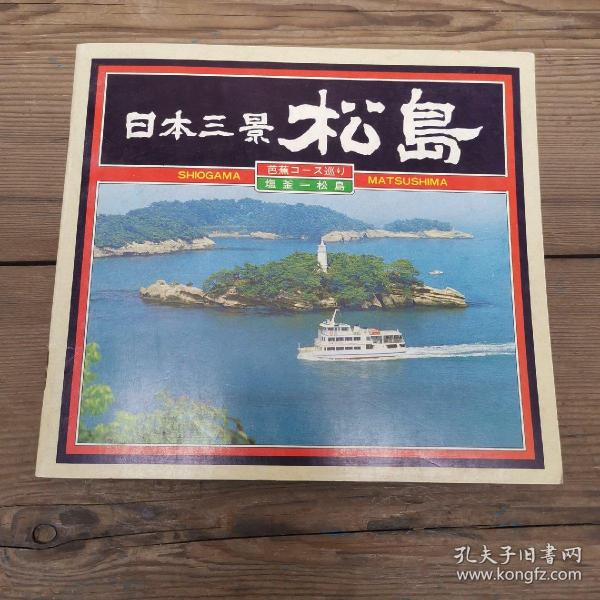 日本三景 松島
SHIOGAMA 芭蕉コース巡り MATSUSHIMA
塩釜ー松島
孔夫子旧书网
www.kongfz.com